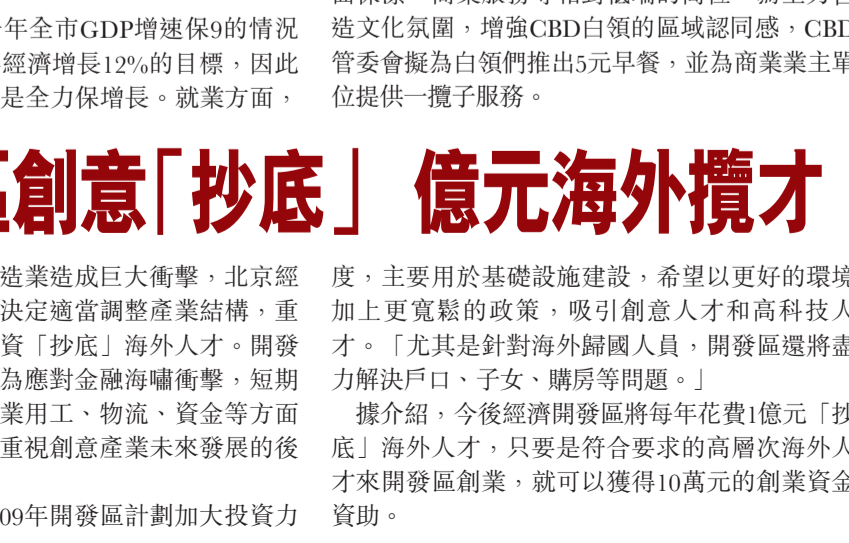 年全市GDP增速保9的情況
經濟增長12%的目標，因此
是全力保增長。就業方面，
造文化氛圍，增強CBD白領的區域認同感，CBD
管委會擬為白領們推出5元早餐，並為商業業主單
位提供一攬子服務。
區創意「抄底」 億元海外攬才
造業造成巨大衝擊，北京經
決定適當調整產業結構，重
資「抄底」海外人才。開發
為應對金融海嘯衝擊，短期
業用工、物流、資金等方面
重視創意產業未來發展的後
09年開發區計劃加大投資力
度，主要用於基礎設施建設，希望以更好的環境
加上更寬鬆的政策，吸引創意人才和高科技人
才。「尤其是針對海外歸國人員，開發區還將盡
力解決戶口、子女、購房等問題。」
據介紹，今後經濟開發區將每年花費1億元「抄
底」海外人才，只要是符合要求的高層次海外人
才來開發區創業，就可以獲得10萬元的創業資金
資助。